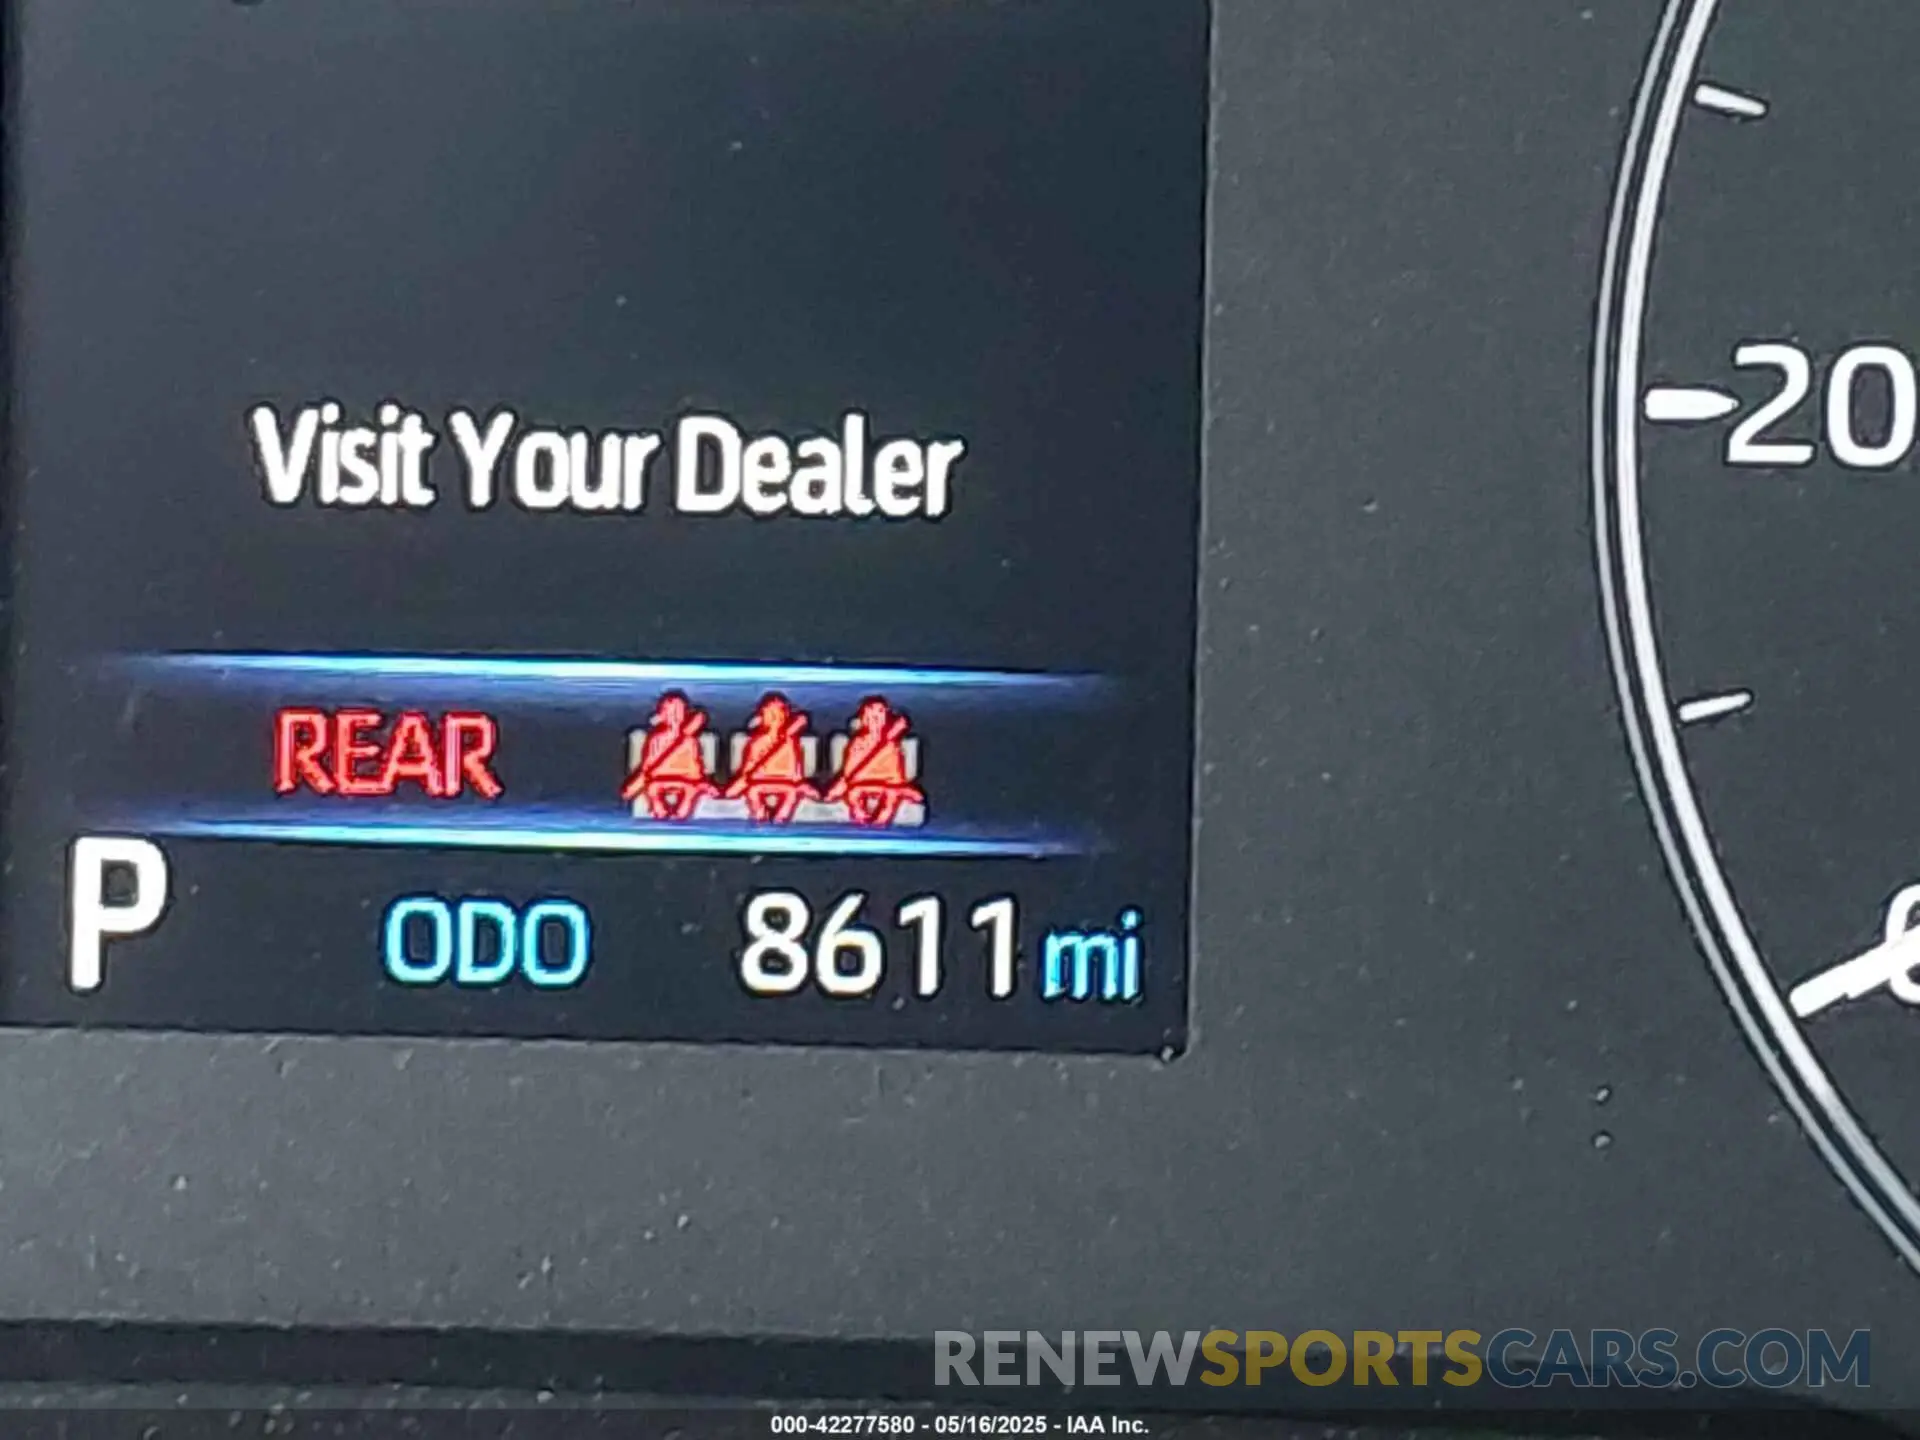 Visit Your Dealer
20
REAR
P ODO 8611 mi
RENEWSPORTSCARS.COM
000-42277580 - 05/16/2025 - IAA Inc.